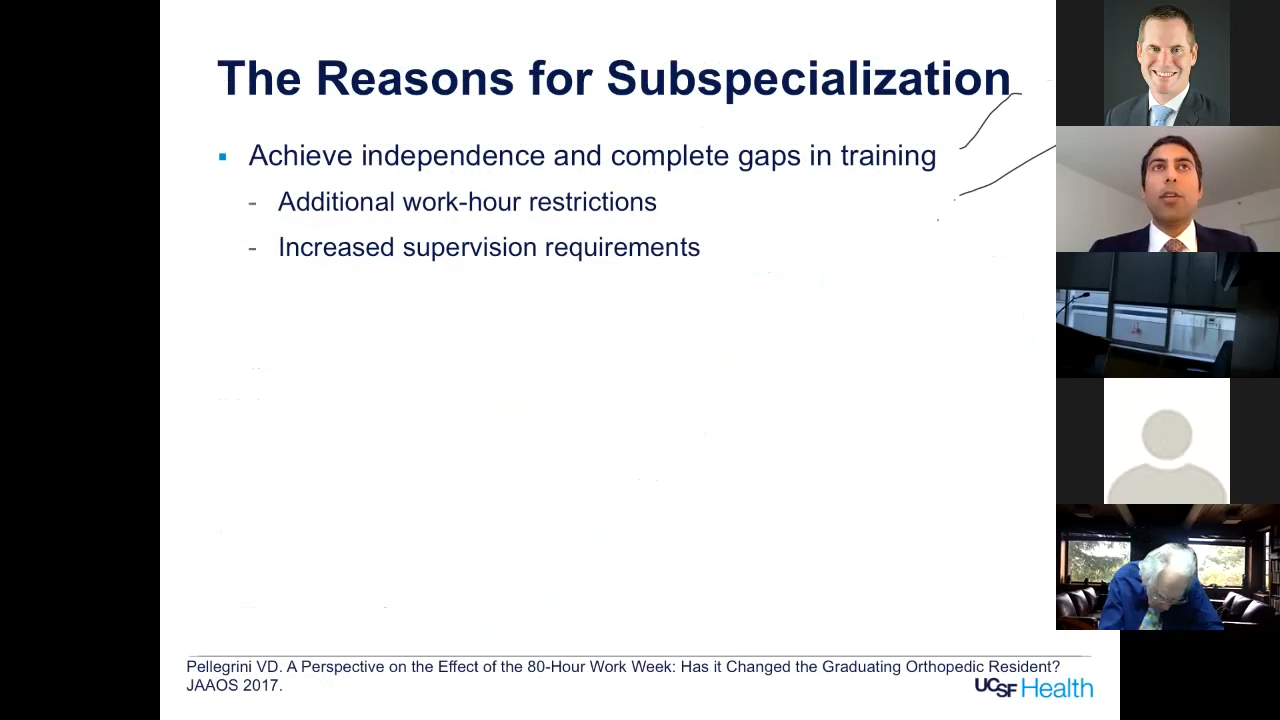 The Reasons for Subspecialization
Achieve independence and complete gaps in training
- Additional work-hour restrictions
- Increased supervision requirements
Pellegrini VD. A Perspective on the Effect of the 80-Hour Work Week: Has it Changed the Graduating Orthopedic Resident?
JAAOS 2017.
UCSF Health